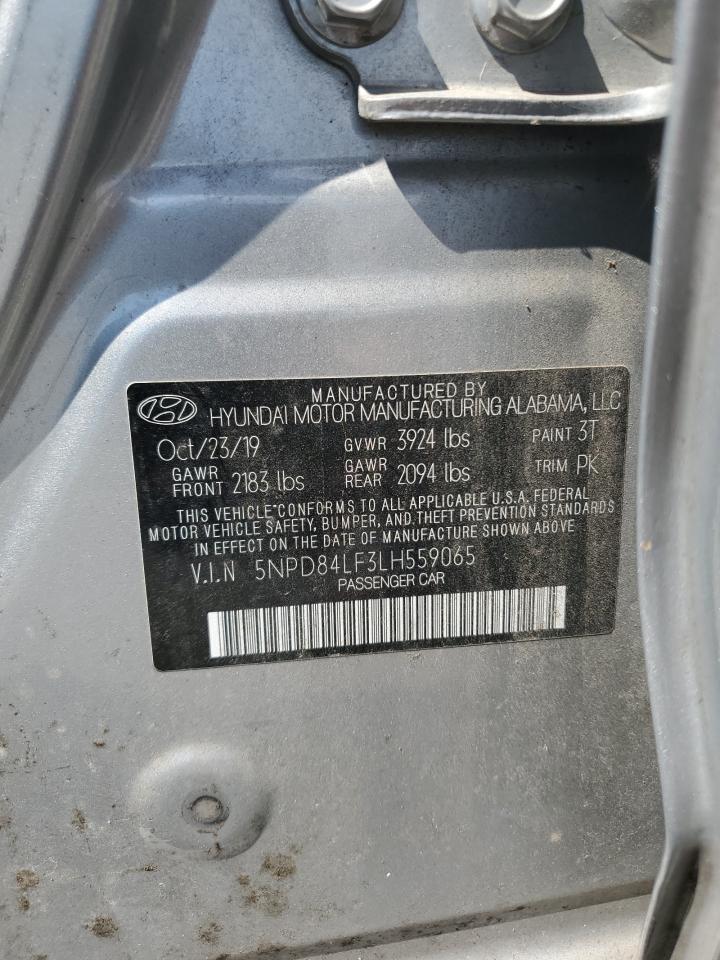 MANUFACTURED BY
HYUNDAI MOTOR MANUFACTURING ALABAMA, LLC
Oct/23/19 GVWR 3924 lbs PAINT 3T
GAWR FRONT 2183 lbs GAWR REAR 2094 lbs TRIM PK
THIS VEHICLE CONFORMS TO ALL APPLICABLE U.S.A. FEDERAL
MOTOR VEHICLE SAFETY, BUMPER, AND THEFT PREVENTION STANDARDS
IN EFFECT ON THE DATE OF MANUFACTURE SHOWN ABOVE
V.I.N 5NPD84LF3LH559065
PASSENGER CAR